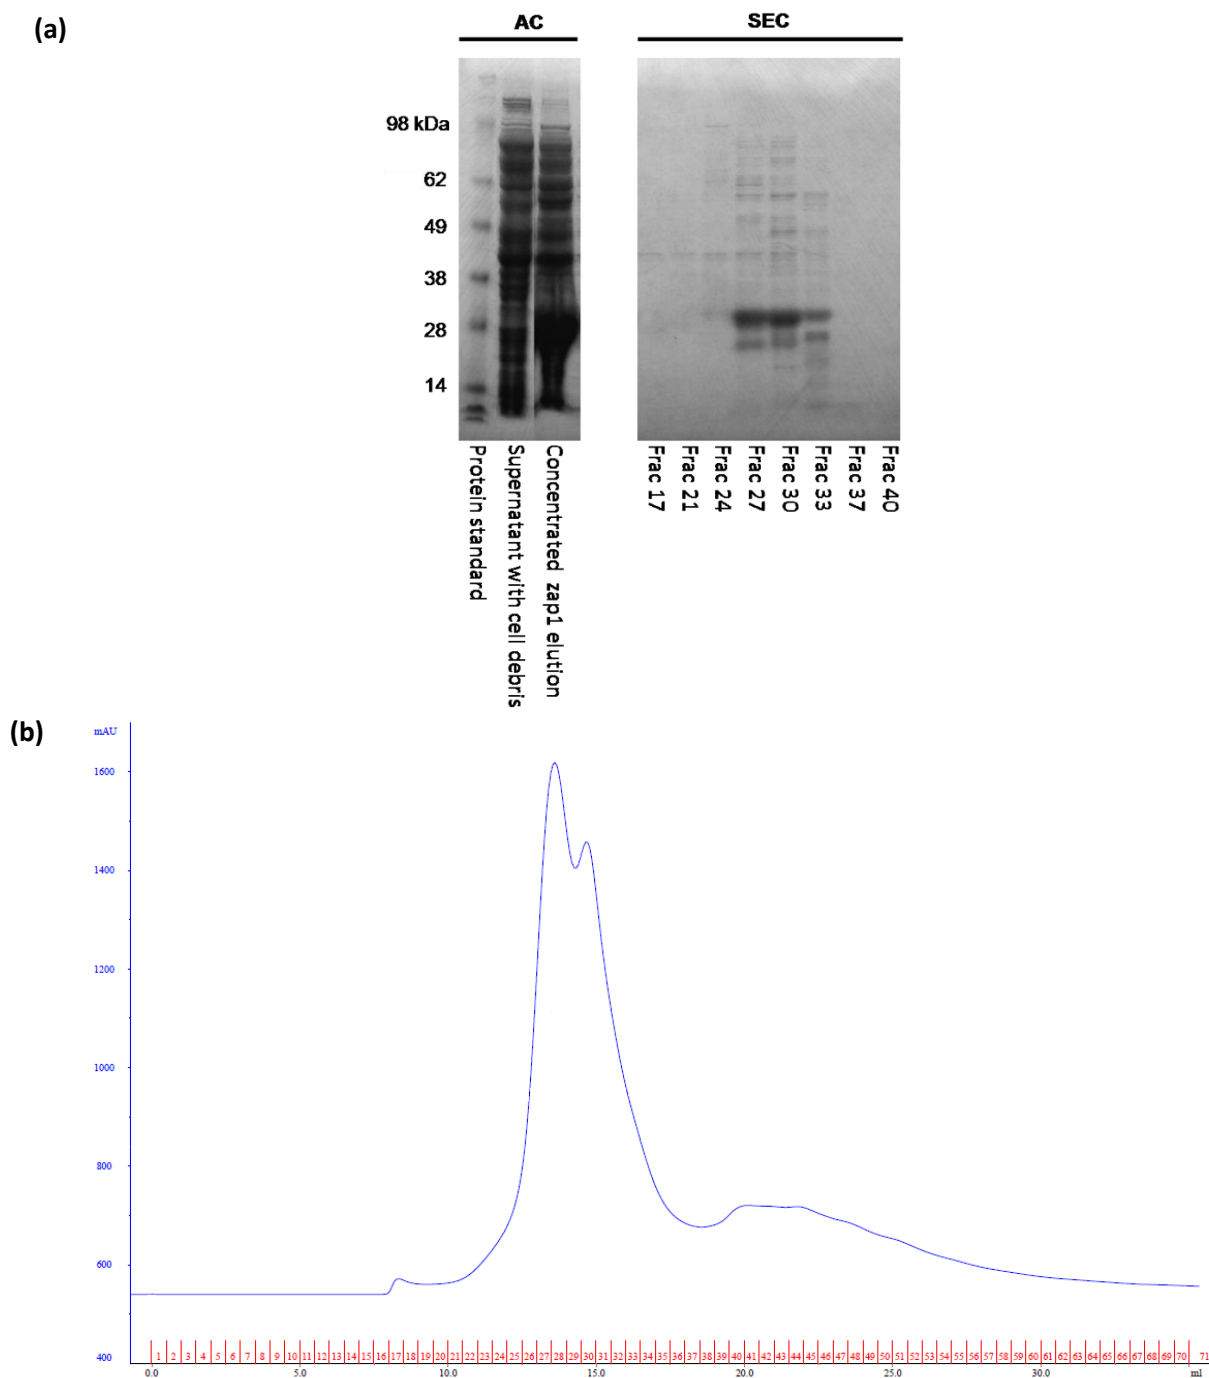 (a)
AC
SEC
98 kDa
62
49
38
28
14
Protein standard
Supernatant with cell debris
Concentrated zap1 elution
Frac 17
Frac 21
Frac 24
Frac 27
Frac 30
Frac 33
Frac 37
Frac 40
(b)
mAU
1600
1400
1200
1000
800
600
400
1 2 3 4 5 6 7 8 9 10 11 12 13 14 15 16 17 18 19 20 21 22 23 24 25 26 27 28 29 30 31 32 33 34 35 36 37 38 39 40 41 42 43 44 45 46 47 48 49 50 51 52 53 54 55 56 57 58 59 60 61 62 63 64 65 66 67 68 69 70 71
0.0 5.0 10.0 15.0 20.0 25.0 30.0 ml